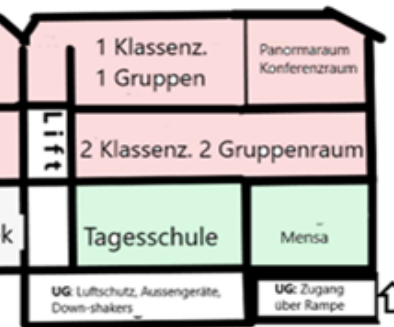 1 Klassenz.
1 Gruppen
Panormaraum
Konferenzraum
Lift
2 Klassenz. 2 Gruppenraum
k
Tagesschule
Mensa
UG: Luftschutz, Aussengeräte,
Down-shakers
UG: Zugang
über Rampe